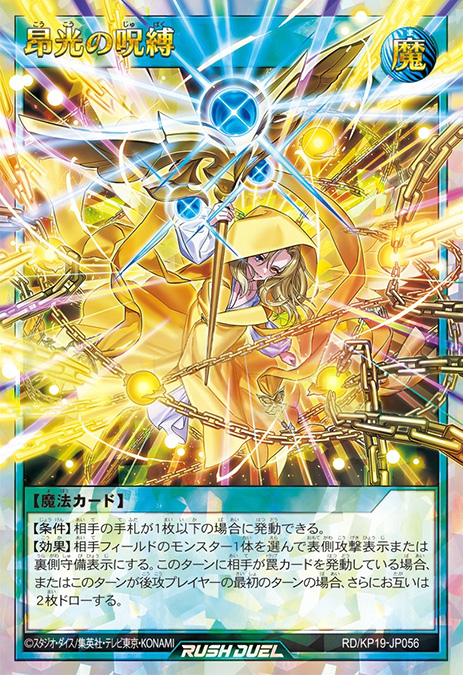 昂光の呪縛
魔
【魔法カード】
【条件】相手の手札が1枚以下の場合に発動できる。
【効果】相手フィールドのモンスター1体を選んで表側攻撃表示または
裏側守備表示にする。このターンに相手が罠カードを発動している場合、
またはこのターンが後攻プレイヤーの最初のターンの場合、さらにお互いは
2枚ドローする。
©スタジオ・ダイス/集英社・テレビ東京・KONAMI
RUSH DUEL
RD/KP19-JP056